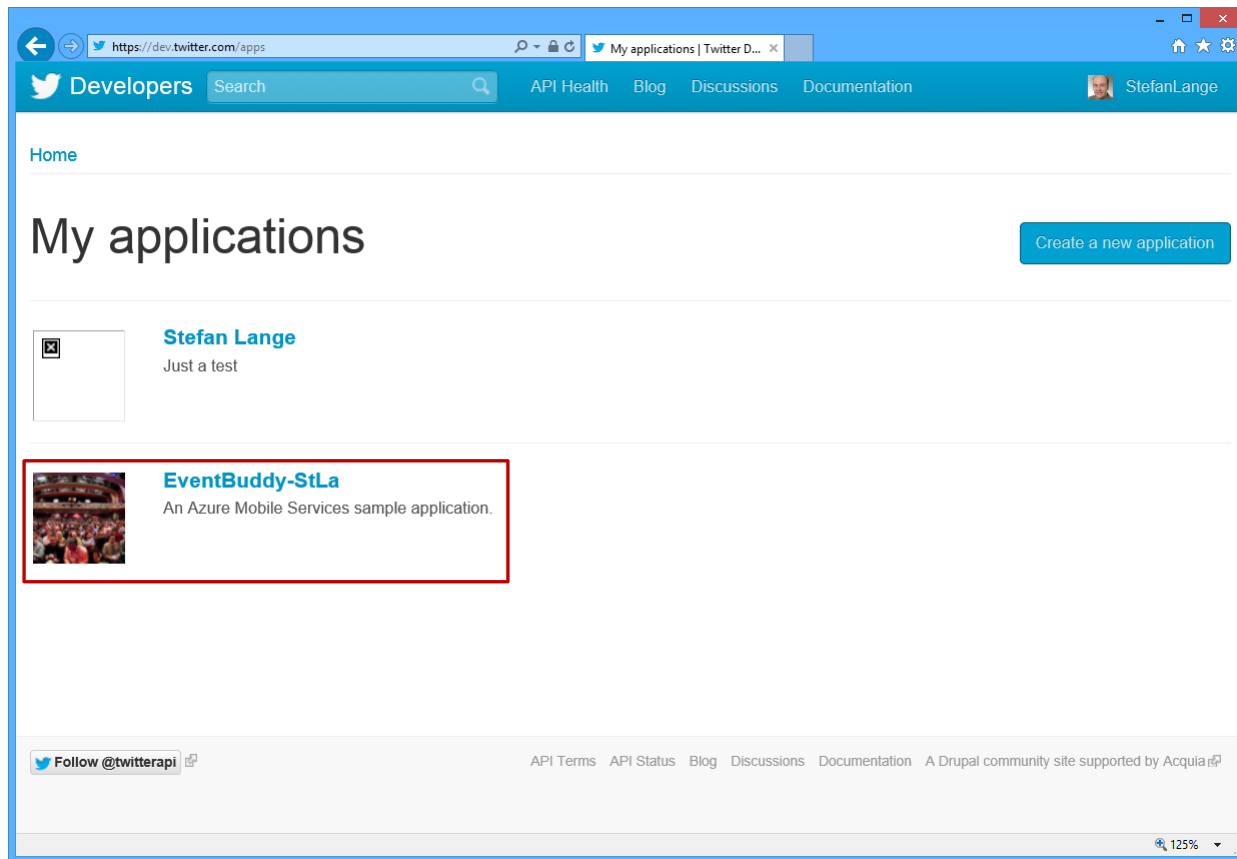 https://dev.twitter.com/apps
My applications | Twitter D...
Developers Search API Health Blog Discussions Documentation StefanLange
Home
My applications
Create a new application
Stefan Lange
Just a test
EventBuddy-StLa
An Azure Mobile Services sample application.
Follow @twitterapi
API Terms API Status Blog Discussions Documentation A Drupal community site supported by Acquia
125%